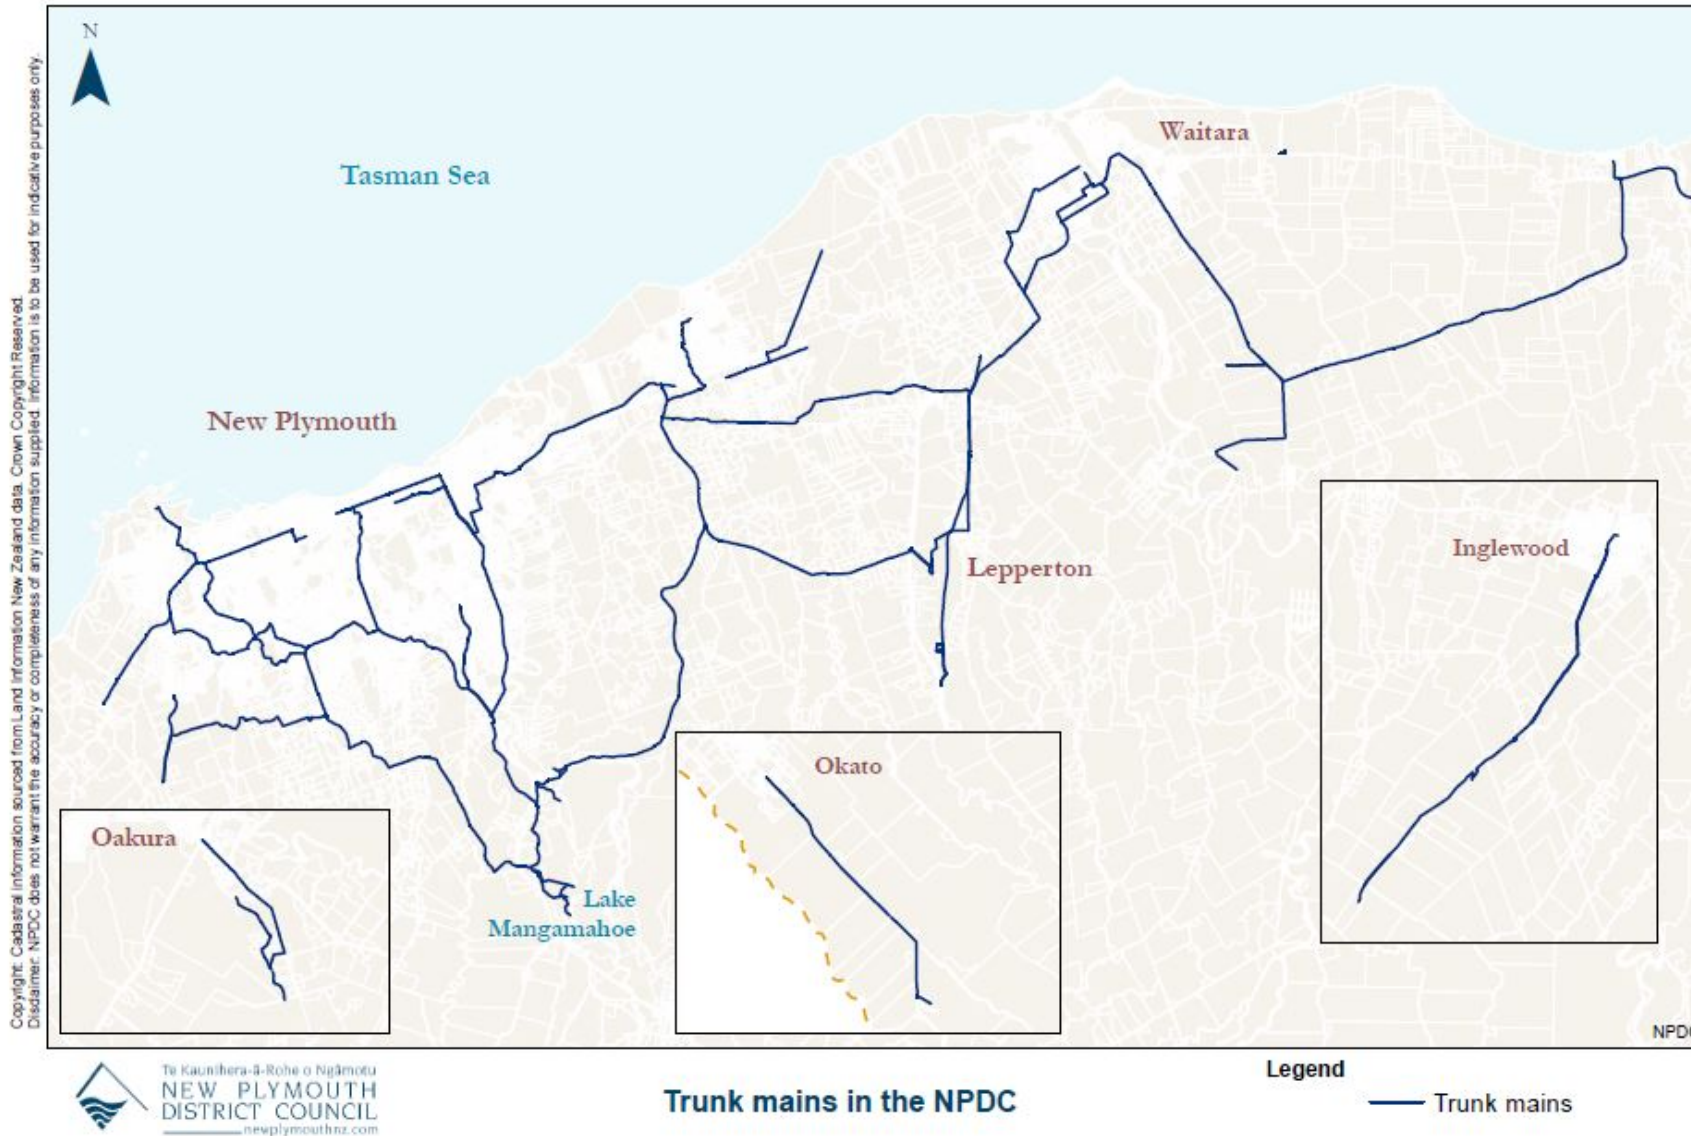 N
Tasman Sea
Waitara
New Plymouth
Lepperton
Inglewood
Okato
Oakura
Lake
Mangamahoe
Copyright: Cadastral information sourced from Land Information New Zealand data. Crown Copyright Reserved.
Disclaimer: NPDC does not warrant the accuracy or completeness of any information supplied. Information is to be used for indicative purposes only.
NPDC
Te Kaunihera-ā-Rohe o Ngāmotu
NEW PLYMOUTH
DISTRICT COUNCIL
newplymouthnz.com
Trunk mains in the NPDC
Legend
Trunk mains